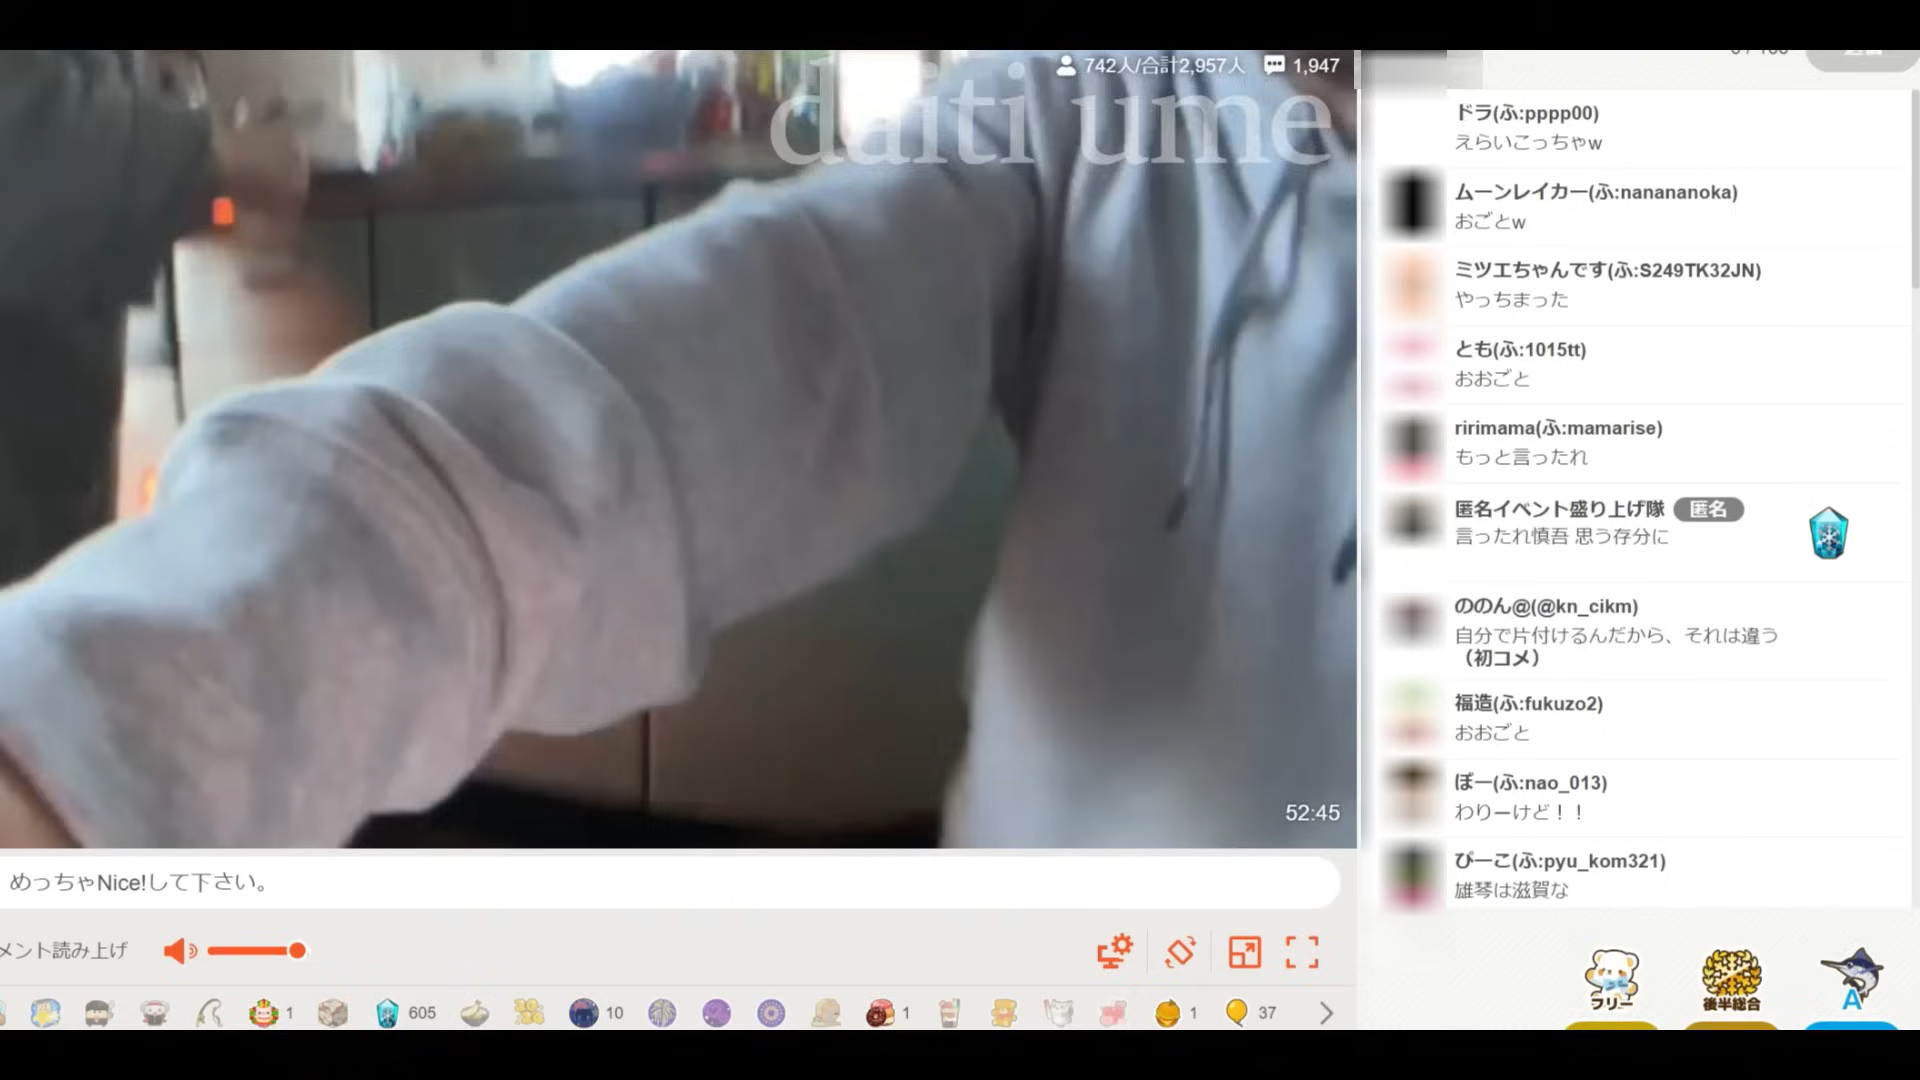 742人/合計2,957人 1,947
daiti ume
52:45
めっちゃNice!して下さい。
メント読み上げ
1
605
10
1
1
37
ドラ(ふ:pppp00)
えらいこっちゃw
ムーンレイカー(ふ:nanananoka)
おごとw
ミツエちゃんです(ふ:S249TK32JN)
やっちまった
とも(ふ:1015tt)
おおごと
ririmama(ふ:mamarise)
もっと言ったれ
匿名イベント盛り上げ隊 匿名
言ったれ慎吾 思う存分に
ののん@(@kn_cikm)
自分で片付けるんだから、それは違う
（初コメ）
福造(ふ:fukuzo2)
おおごと
ぽー(ふ:nao_013)
わりーけど！！
ぴーこ(ふ:pyu_kom321)
雄琴は滋賀な
ラリー
後半総合
A